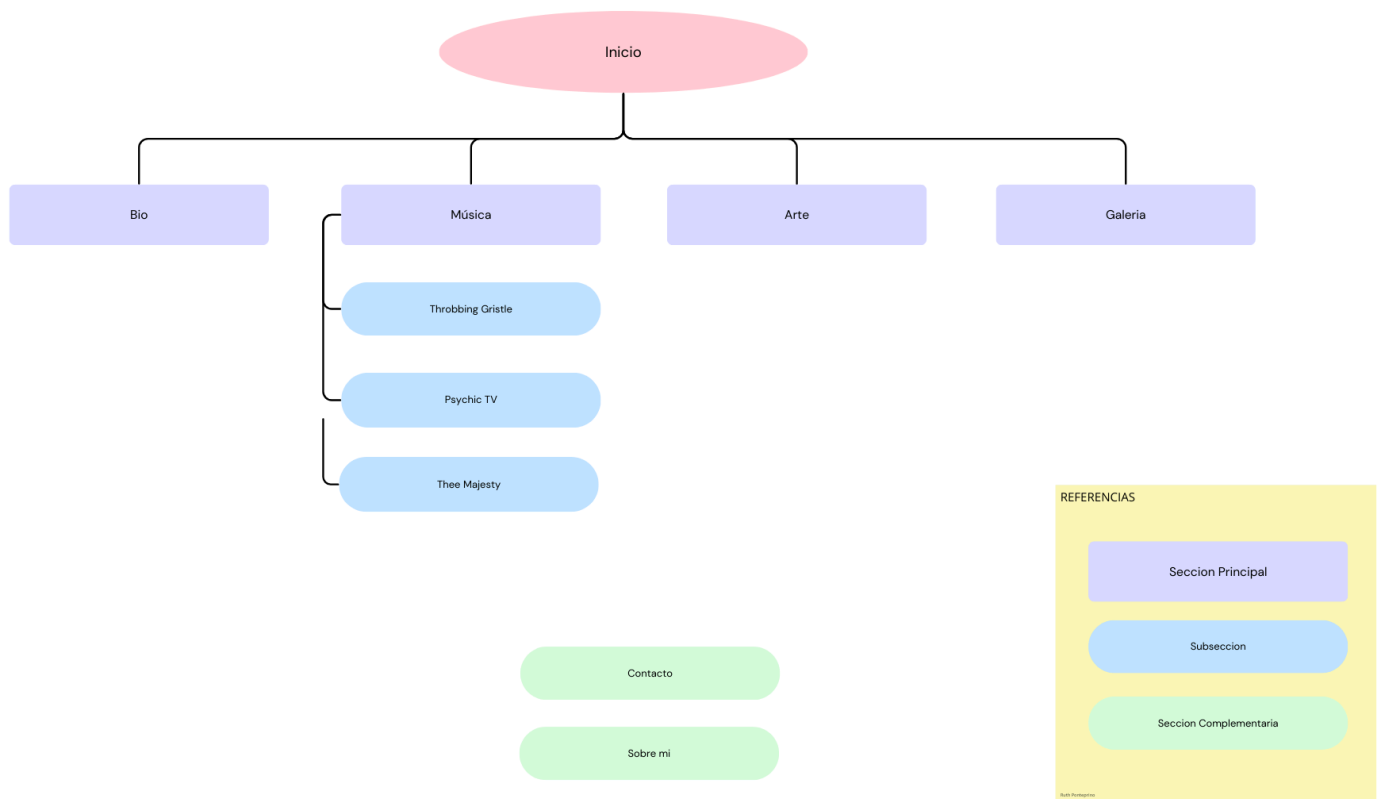 Inicio
Bio
Música
Arte
Galeria
Throbbing Gristle
Psychic TV
Thee Majesty
REFERENCIAS
Seccion Principal
Subseccion
Seccion Complementaria
Contacto
Sobre mi